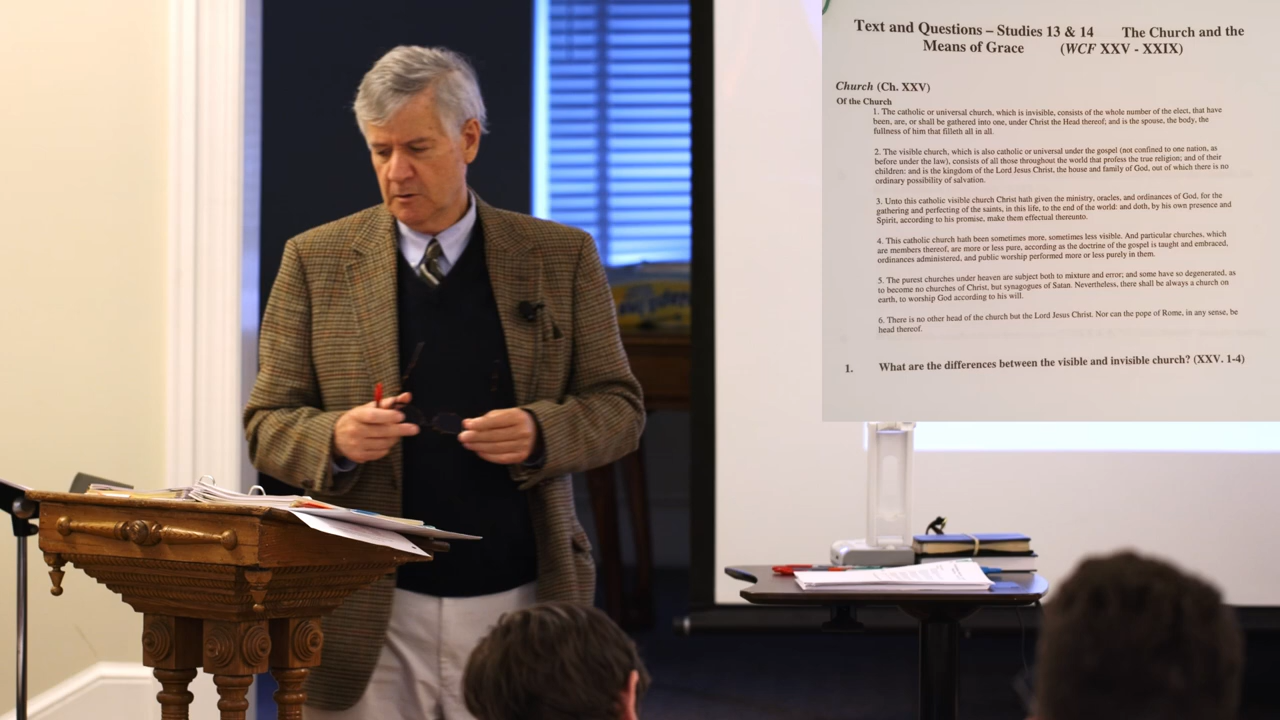 Text and Questions – Studies 13 & 14 The Church and the
Means of Grace (WCF XXV - XXIX)
Church (Ch. XXV)
Of the Church
1. The catholic or universal church, which is invisible, consists of the whole number of the elect, that have
been, are, or shall be gathered into one, under Christ the Head thereof; and is the spouse, the body, the
fullness of him that filleth all in all.
2. The visible church, which is also catholic or universal under the gospel (not confined to one nation, as
before under the law), consists of all those throughout the world that profess the true religion; and of their
children: and is the kingdom of the Lord Jesus Christ, the house and family of God, out of which there is no
ordinary possibility of salvation.
3. Unto this catholic visible church Christ hath given the ministry, oracles, and ordinances of God, for the
gathering and perfecting of the saints, in this life, to the end of the world: and doth, by his own presence and
Spirit, according to his promise, make them effectual thereunto.
4. This catholic church hath been sometimes more, sometimes less visible. And particular churches, which
are members thereof, are more or less pure, according as the doctrine of the gospel is taught and embraced,
ordinances administered, and public worship performed more or less purely in them.
5. The purest churches under heaven are subject both to mixture and error; and some have so degenerated, as
to become no churches of Christ, but synagogues of Satan. Nevertheless, there shall be always a church on
earth, to worship God according to his will.
6. There is no other head of the church but the Lord Jesus Christ. Nor can the pope of Rome, in any sense, be
head thereof.
1. What are the differences between the visible and invisible church? (XXV. 1-4)